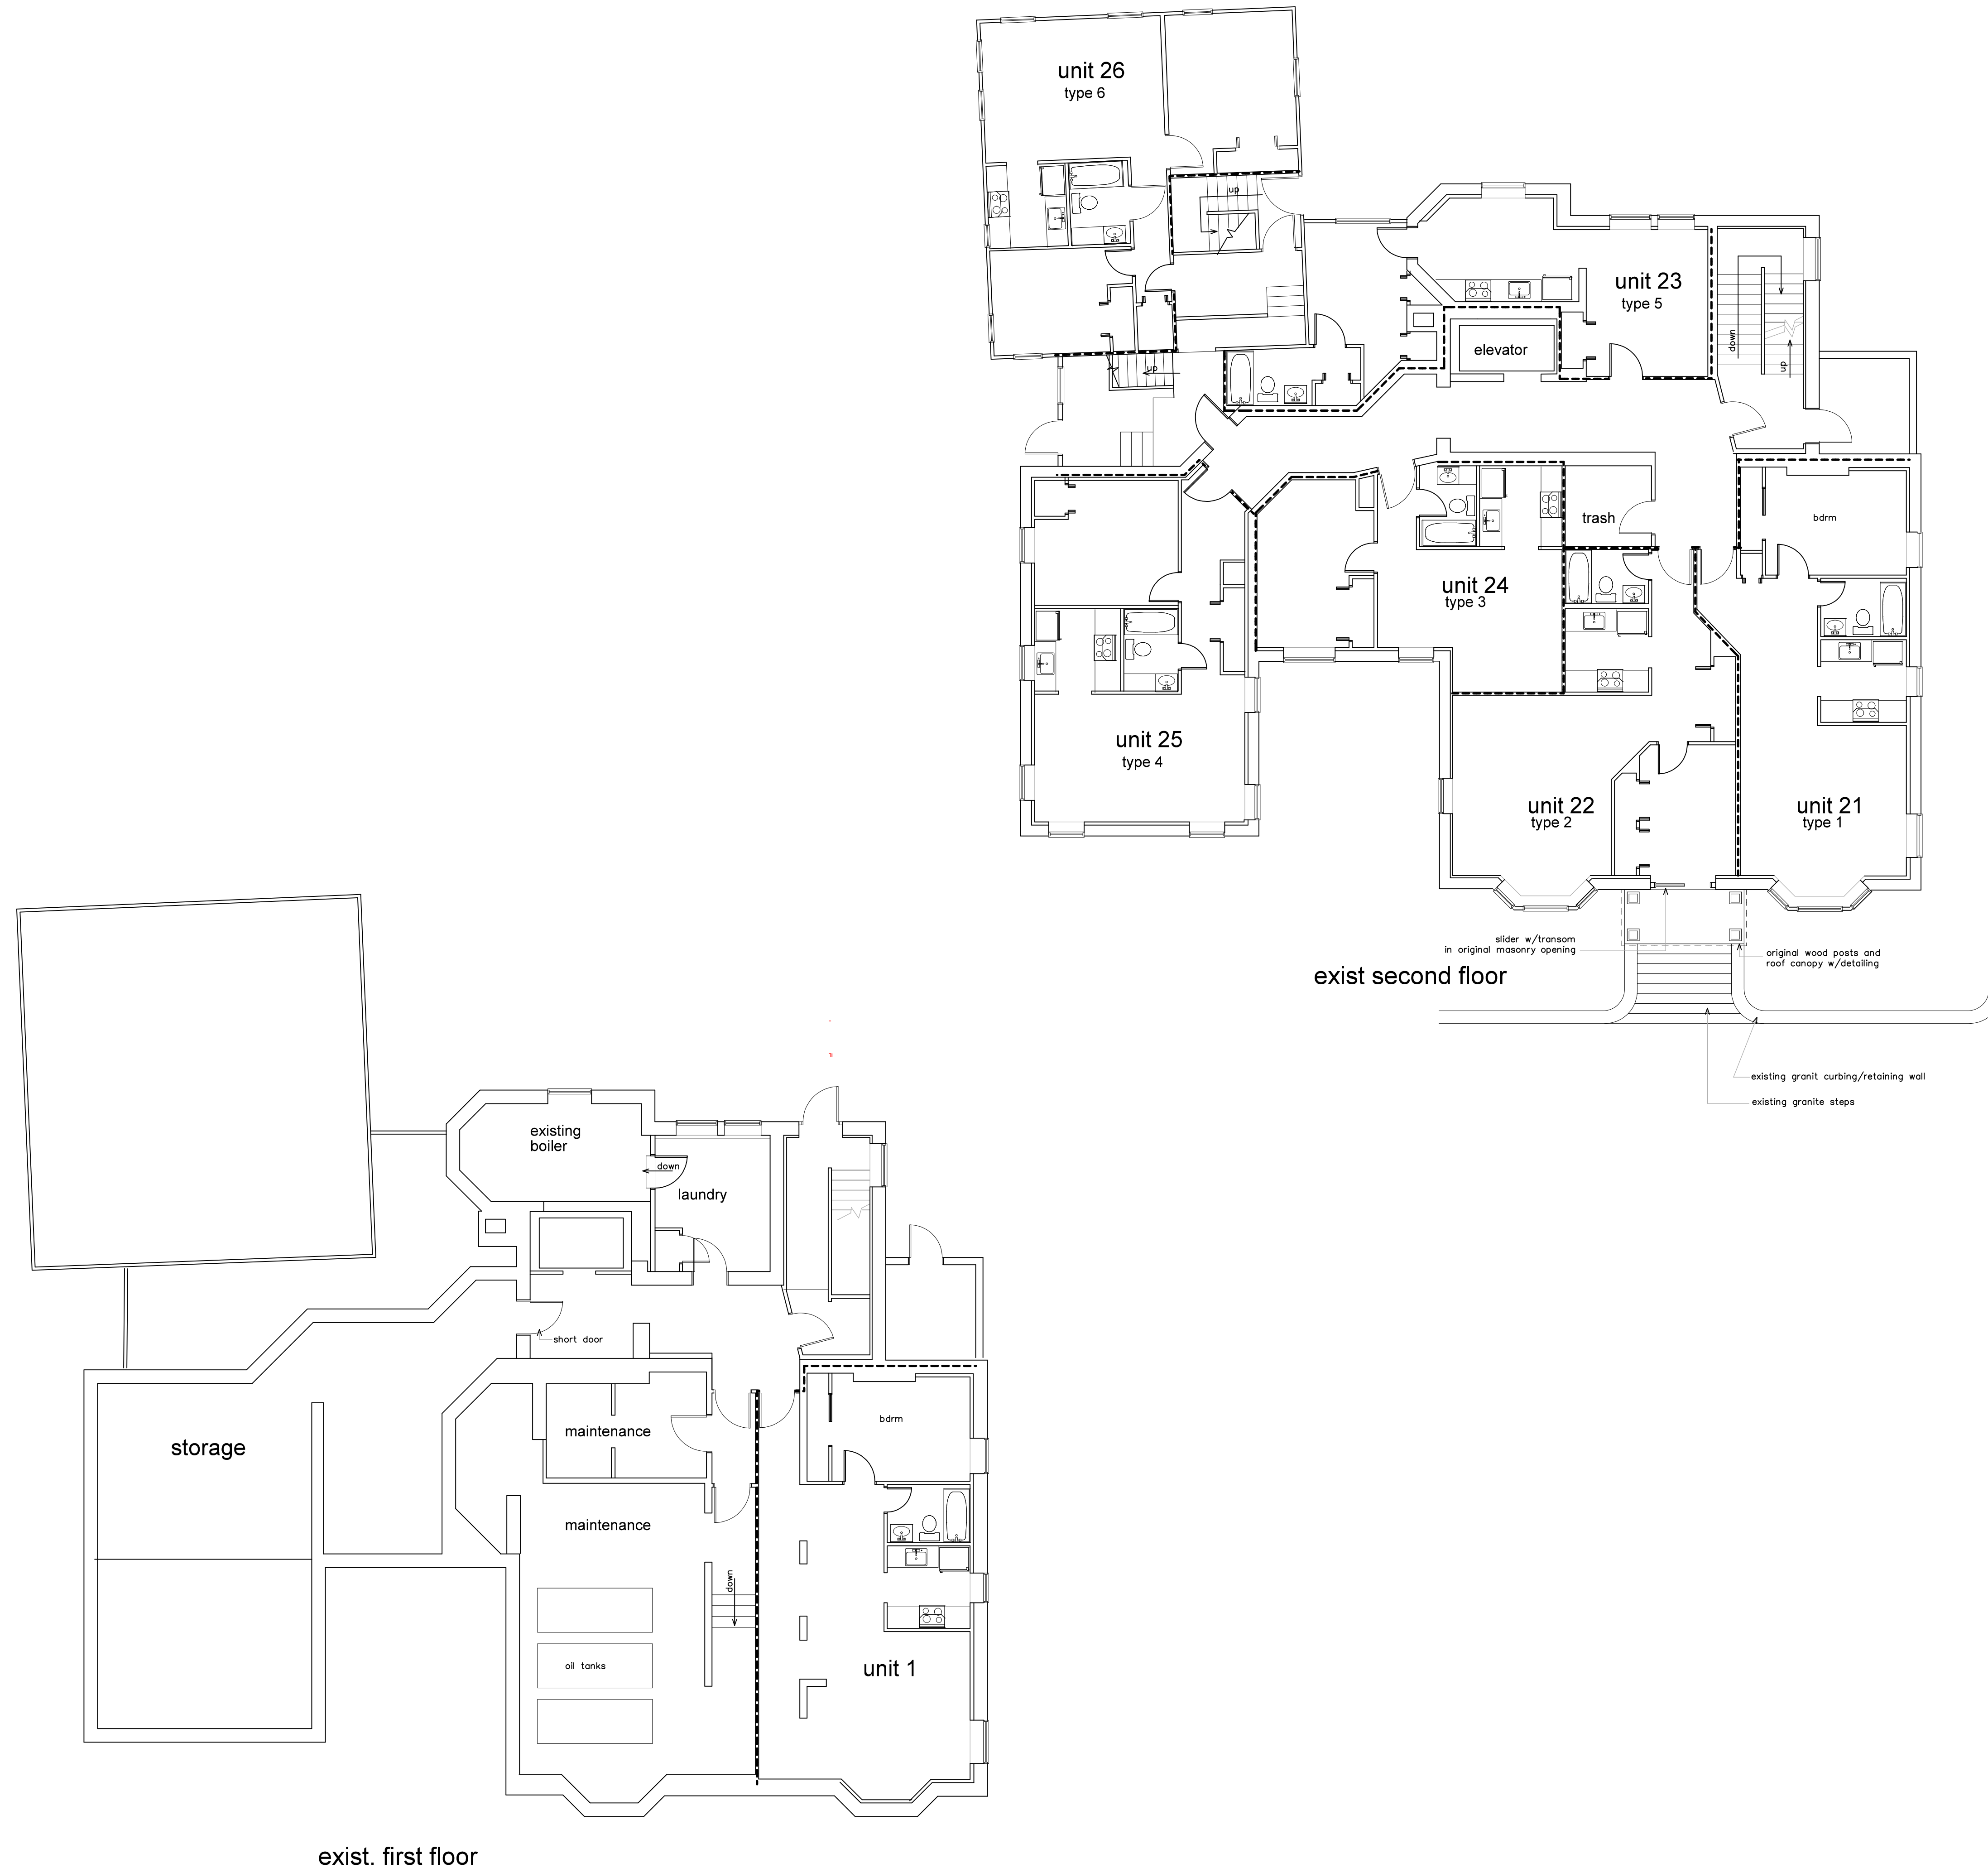 unit 26
type 6
up
unit 23
type 5
elevator
down
up
up
trash
bdrm
unit 24
type 3
unit 25
type 4
unit 22
type 2
unit 21
type 1
slider w/transom
in original masonry opening
original wood posts and
roof canopy w/detailing
exist second floor
existing granit curbing/retaining wall
existing granite steps
existing
boiler
down
laundry
short door
storage
maintenance
bdrm
maintenance
down
oil tanks
unit 1
exist. first floor